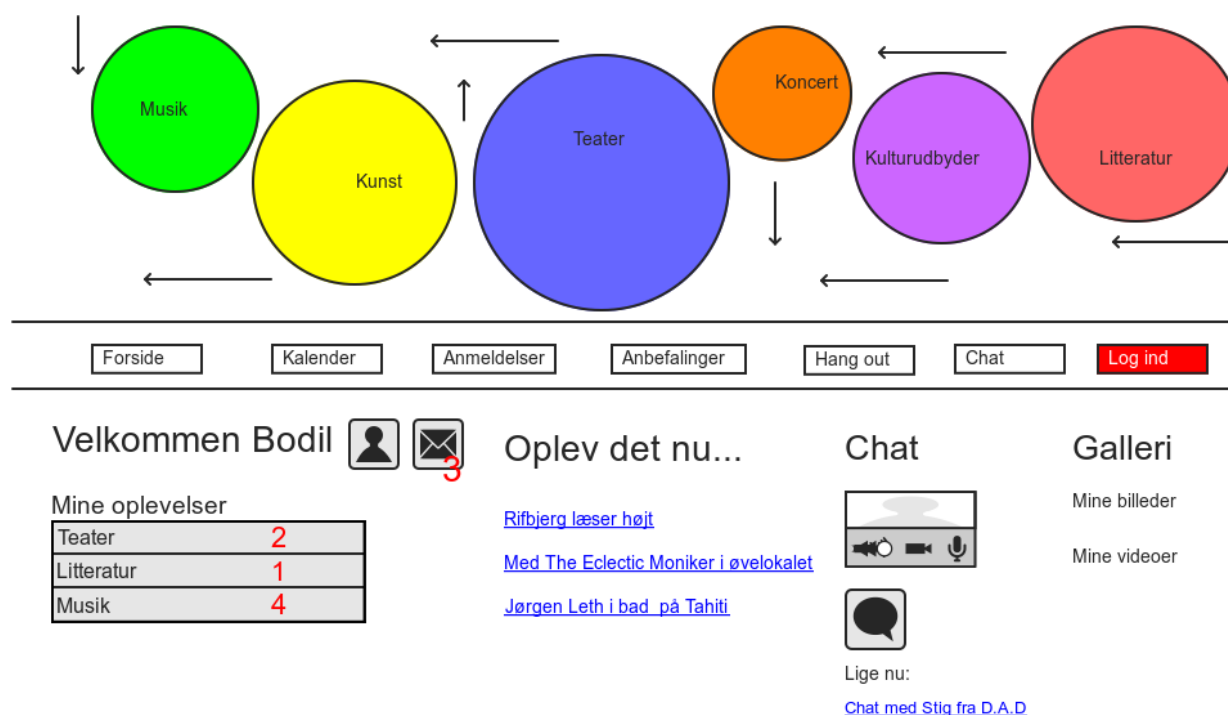 Musik
Kunst
Teater
Koncert
Kulturudbyder
Litteratur
Forside
Kalender
Anmeldelser
Anbefalinger
Hang out
Chat
Log ind
Velkommen Bodil
3
Mine oplevelser
Teater 2
Litteratur 1
Musik 4
Oplev det nu...
Rifbjerg læser højt
Med The Eclectic Moniker i øvelokalet
Jørgen Leth i bad på Tahiti
Chat
Lige nu:
Chat med Stig fra D.A.D
Galleri
Mine billeder
Mine videoer